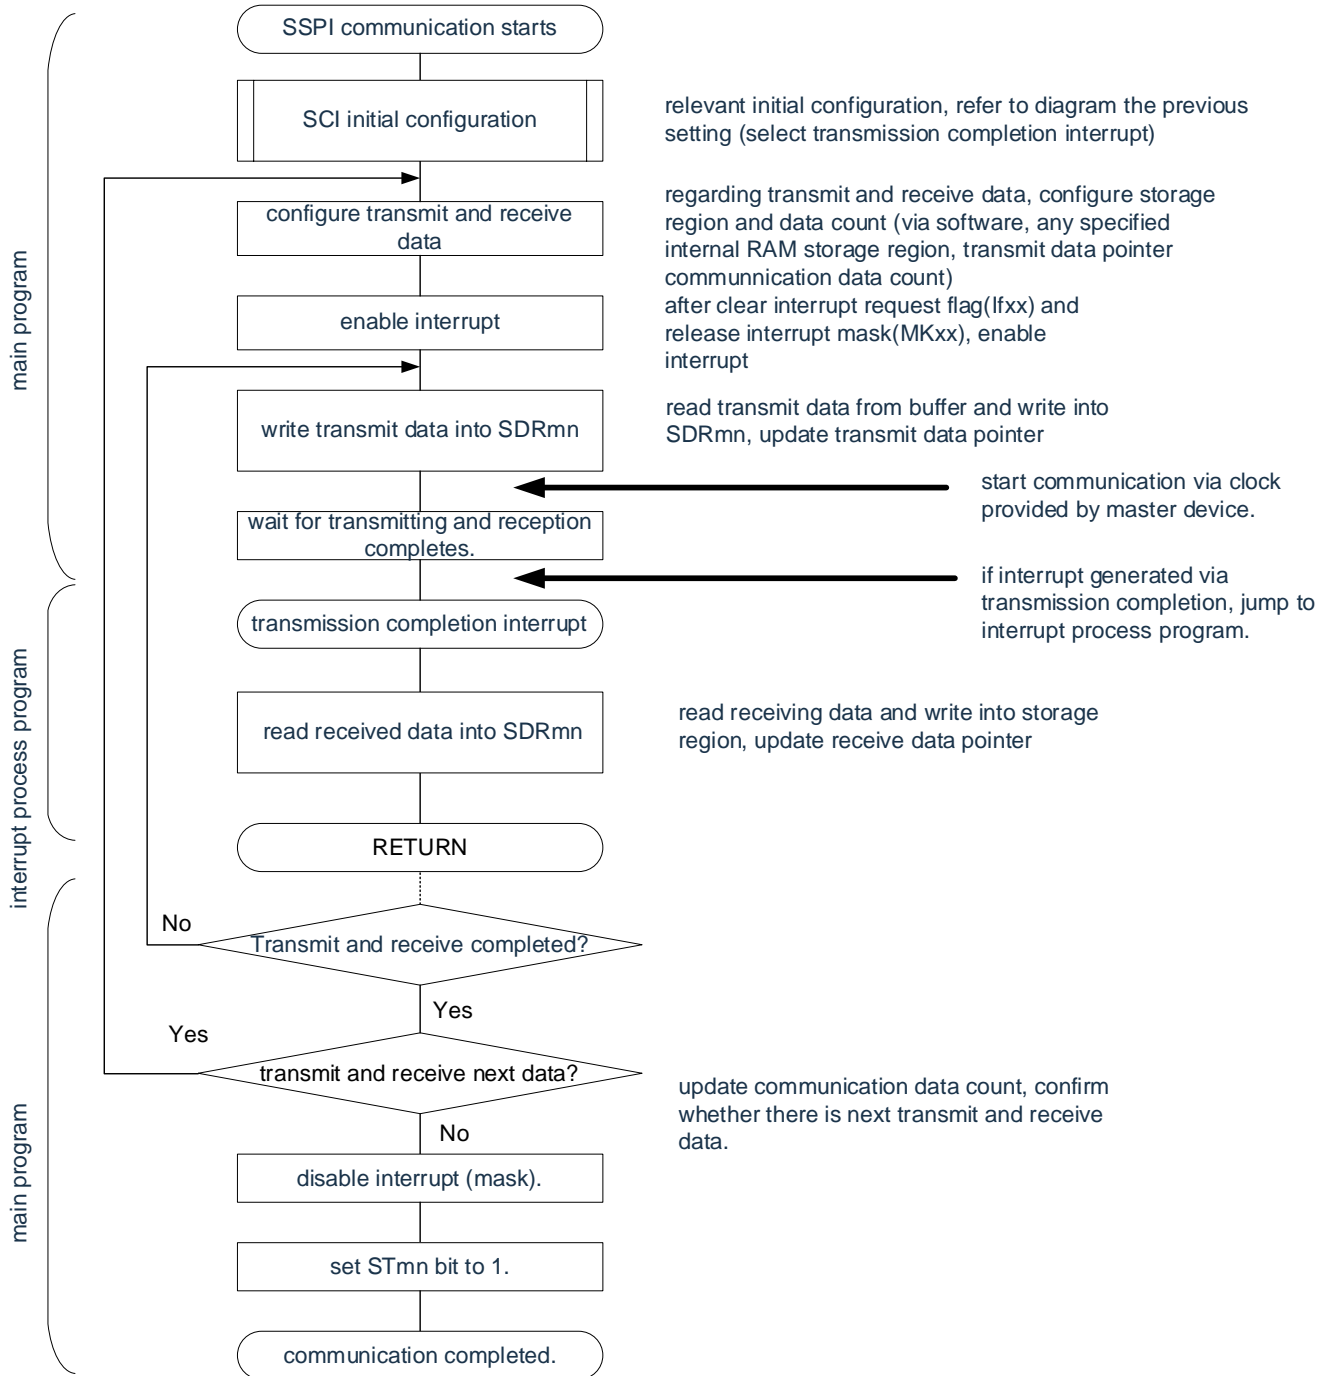 SSPI communication starts
SCI initial configuration
relevant initial configuration, refer to diagram the previous
setting (select transmission completion interrupt)
configure transmit and receive
data
regarding transmit and receive data, configure storage
region and data count (via software, any specified
internal RAM storage region, transmit data pointer
communnication data count)
enable interrupt
after clear interrupt request flag(Ifxx) and
release interrupt mask(MKxx), enable
interrupt
main program
write transmit data into SDRmn
read transmit data from buffer and write into
SDRmn, update transmit data pointer
start communication via clock
provided by master device.
wait for transmitting and reception
completes.
if interrupt generated via
transmission completion, jump to
interrupt process program.
transmission completion interrupt
interrupt process program
read received data into SDRmn
read receiving data and write into storage
region, update receive data pointer
RETURN
No
Transmit and receive completed?
Yes
Yes
transmit and receive next data?
update communication data count, confirm
whether there is next transmit and receive
data.
No
main program
disable interrupt (mask).
set STmn bit to 1.
communication completed.